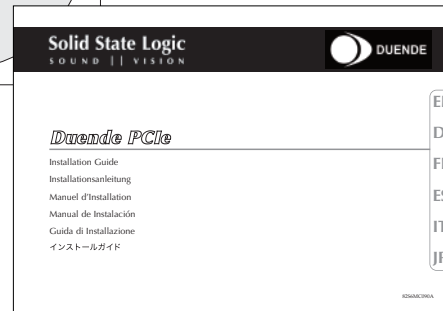 Solid State Logic
SOUND || VISION
DUENDE
Duende PCIe
Installation Guide
Installationsanleitung
Manuel d'Installation
Manual de Instalación
Guida di Installazione
インストールガイド
D